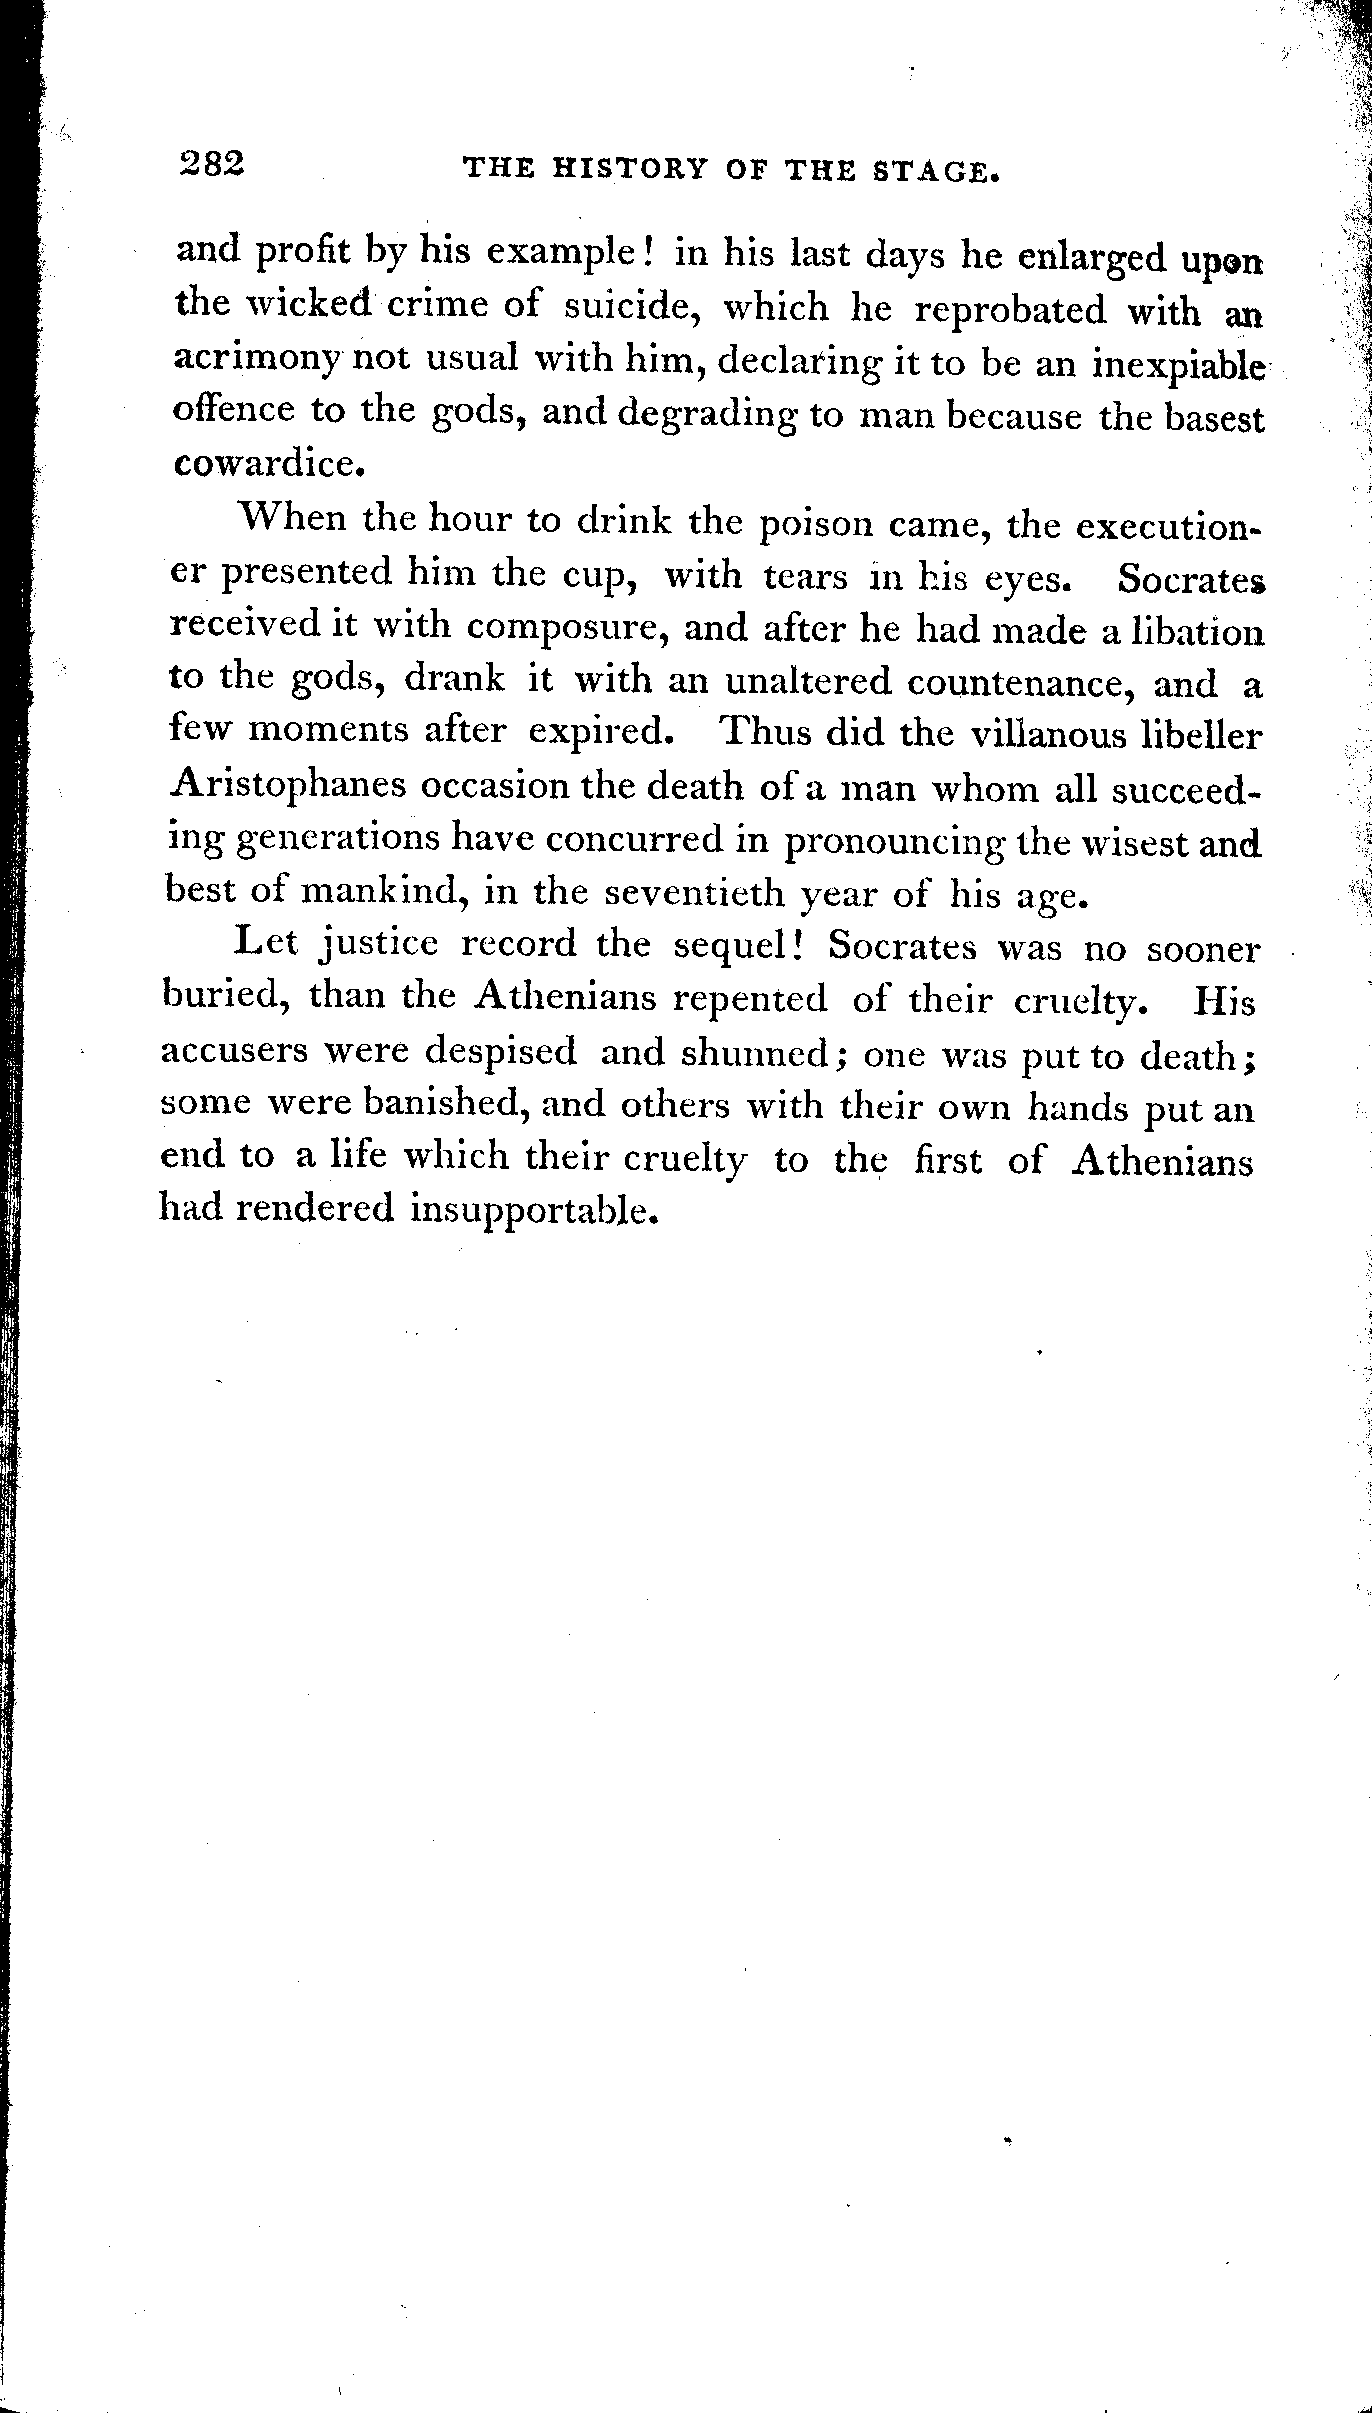 282 THE HISTORY OF THE STAGE.
and profit by his example! in his last days he enlarged upon
the wicked crime of suicide, which he reprobated with an
acrimony not usual with him, declaring it to be an inexpiable
offence to the gods, and degrading to man because the basest
cowardice.
When the hour to drink the poison came, the execution-
er presented him the cup, with tears in his eyes. Socrates
received it with composure, and after he had made a libation
to the gods, drank it with an unaltered countenance, and a
few moments after expired. Thus did the villanous libeller
Aristophanes occasion the death of a man whom all succeed-
ing generations have concurred in pronouncing the wisest and
best of mankind, in the seventieth year of his age.
Let justice record the sequel! Socrates was no sooner
buried, than the Athenians repented of their cruelty. His
accusers were despised and shunned; one was put to death;
some were banished, and others with their own hands put an
end to a life which their cruelty to the first of Athenians
had rendered insupportable.